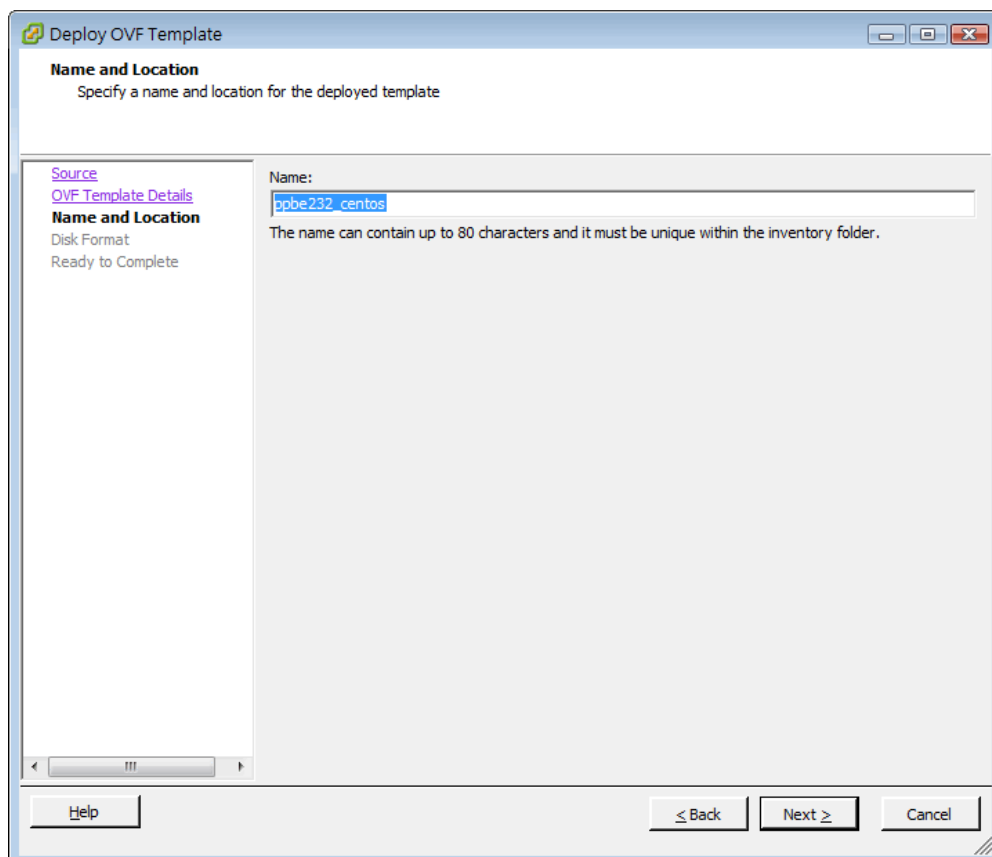 Deploy OVF Template
Name and Location
Specify a name and location for the deployed template
Source
OVF Template Details
Name and Location
Disk Format
Ready to Complete
Name:
ppbe232_centos
The name can contain up to 80 characters and it must be unique within the inventory folder.
Help
< Back
Next >
Cancel